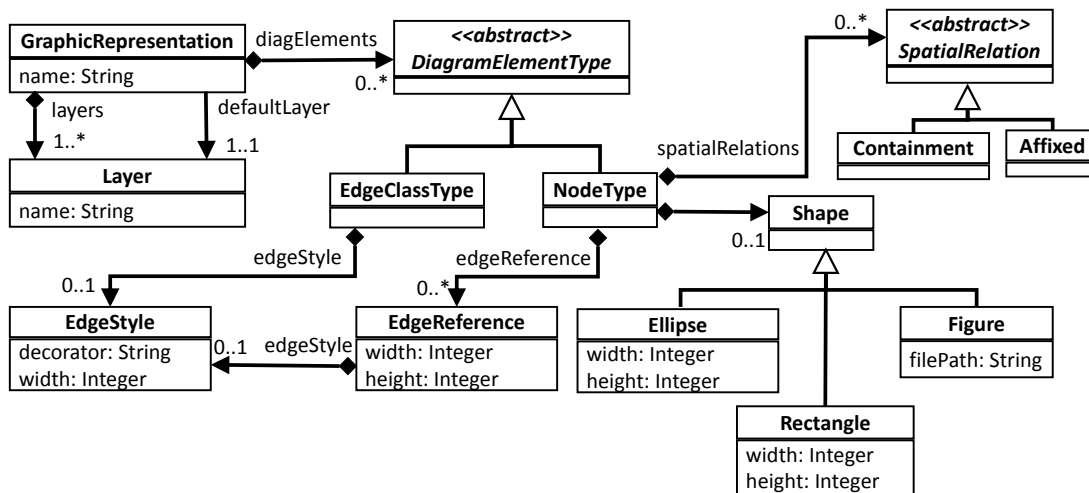 GraphicRepresentation
name: String
diagElements
0..*
<<abstract>>
DiagramElementType
0..*
<<abstract>>
SpatialRelation
layers
1..*
defaultLayer
1..1
Layer
name: String
EdgeClassType
NodeType
spatialRelations
Containment
Affixed
Shape
0..1
edgeStyle
0..1
edgeReference
0..*
EdgeStyle
decorator: String
width: Integer
0..1
edgeStyle
EdgeReference
width: Integer
height: Integer
Ellipse
width: Integer
height: Integer
Figure
filePath: String
Rectangle
width: Integer
height: Integer